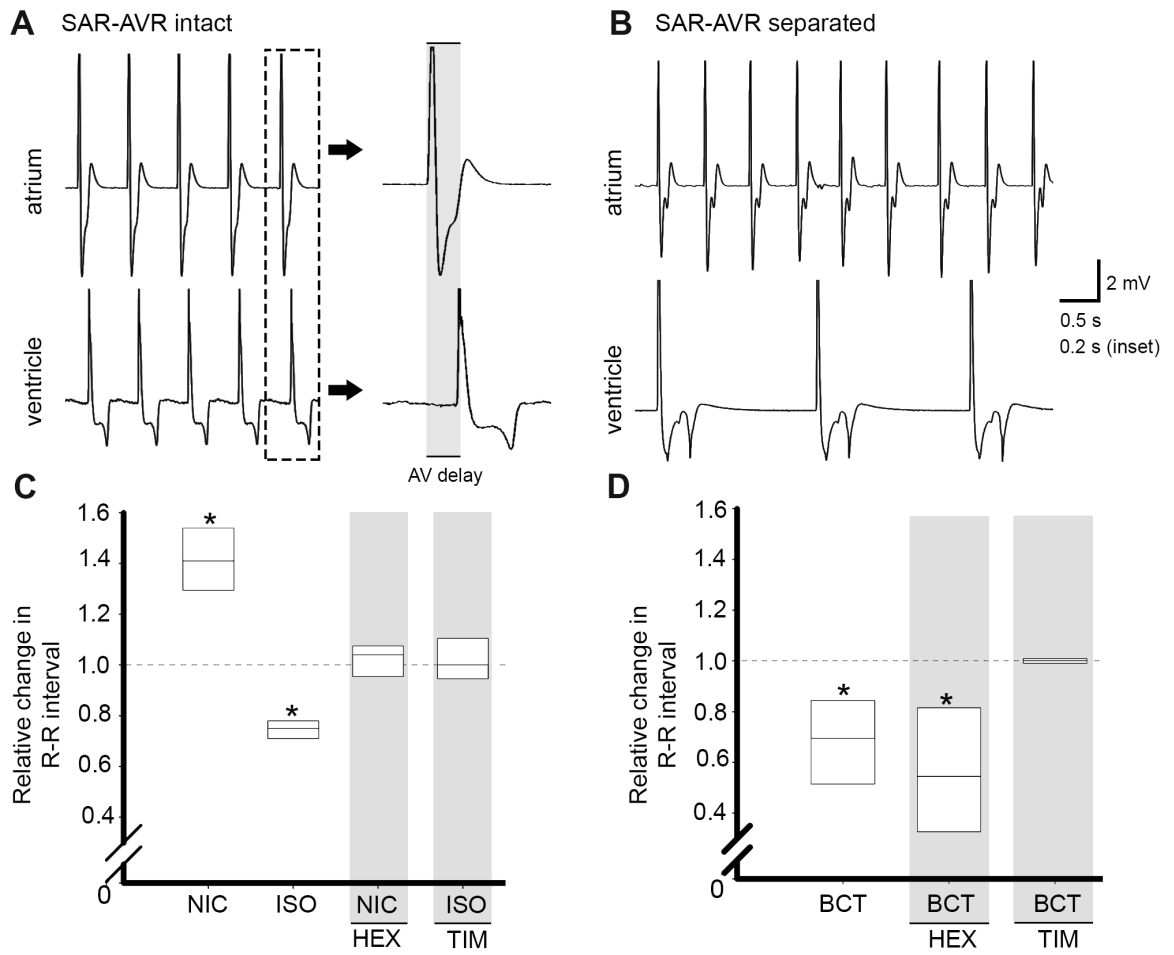 A SAR-AVR intact
atrium
ventricle
AV delay
B SAR-AVR separated
atrium
ventricle
2 mV
0.5 s
0.2 s (inset)
C
Relative change in
R-R interval
1.6
1.4
1.2
1.0
0.8
0.6
0.4
0
*
*
NIC ISO NIC ISO
HEX TIM
D
Relative change in
R-R interval
1.6
1.4
1.2
1.0
0.8
0.6
0.4
0
*
*
BCT BCT BCT
HEX TIM